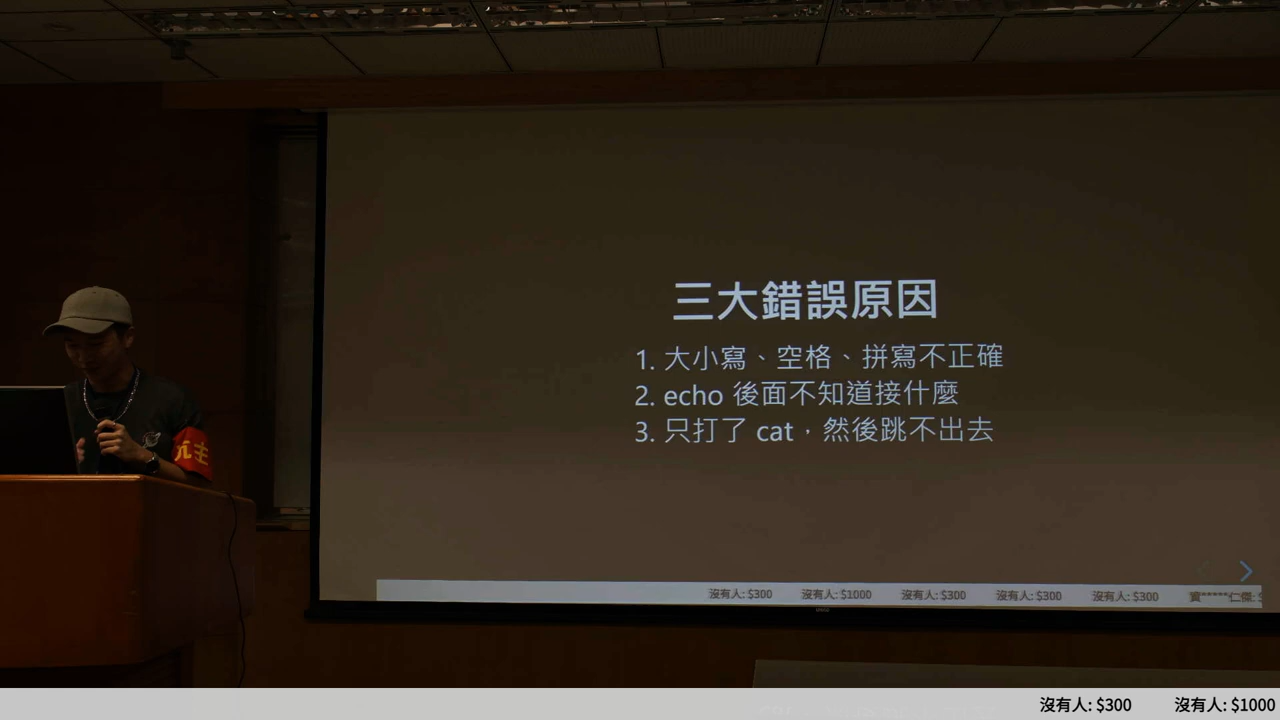 三大錯誤原因
1. 大小寫、空格、拼寫不正確
2. echo 後面不知道接什麼
3. 只打了 cat，然後跳不出去
沒有人: $300 沒有人: $1000 沒有人: $300 沒有人: $300 沒有人: $300
沒有人: $300 沒有人: $1000